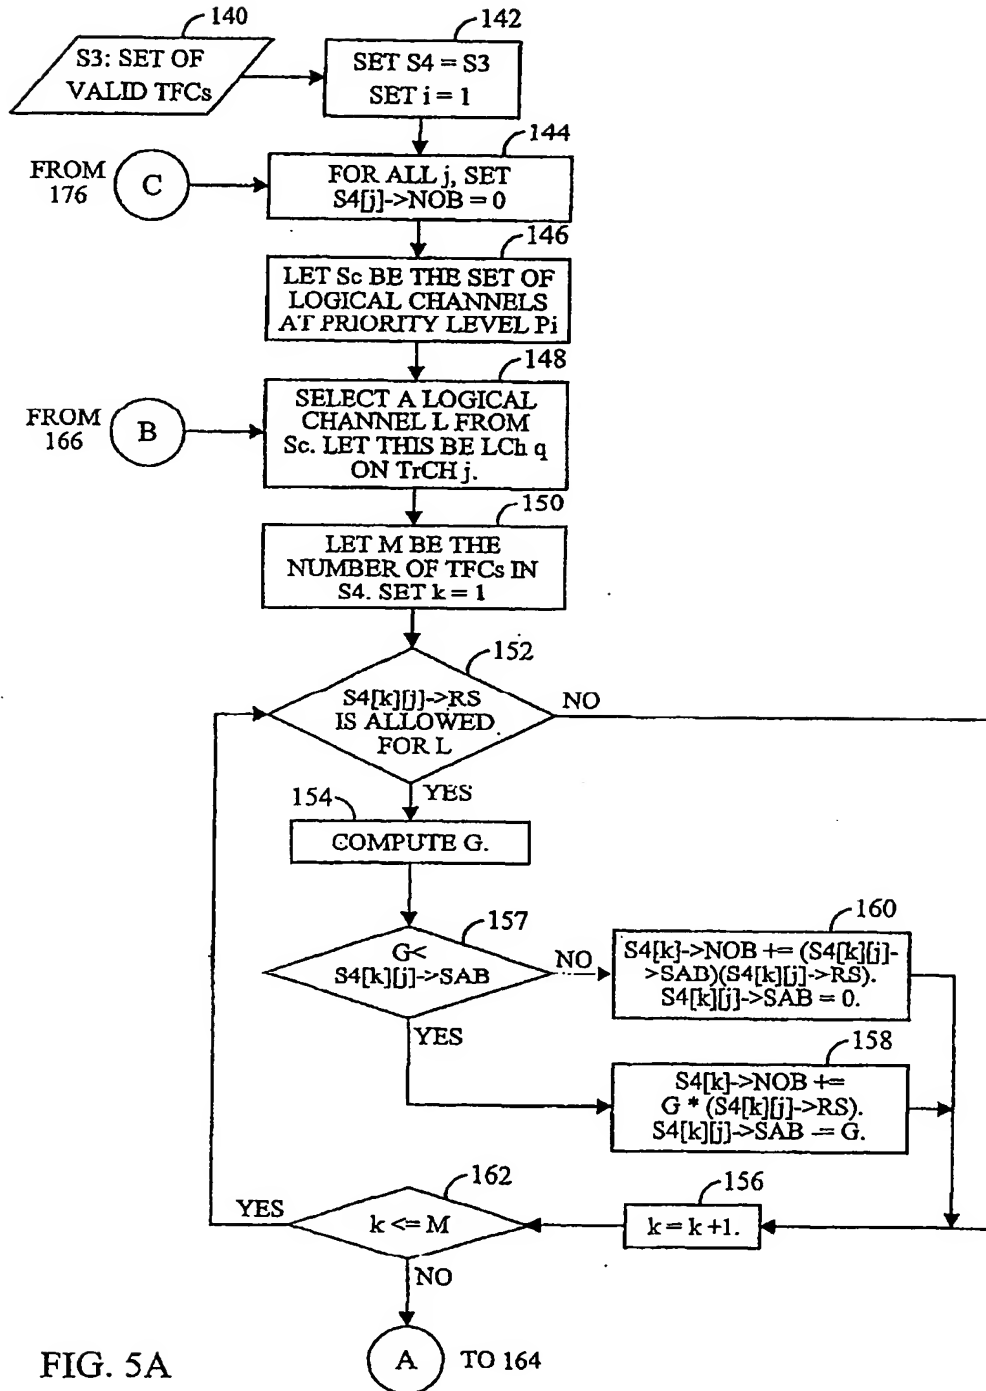 140
S3: SET OF
VALID TFCs
142
SET S4 = S3
SET i = 1
144
FROM
176
C
FOR ALL j, SET
S4[j]->NOB = 0
146
LET Sc BE THE SET OF
LOGICAL CHANNELS
AT PRIORITY LEVEL Pi
148
FROM
166
B
SELECT A LOGICAL
CHANNEL L FROM
Sc. LET THIS BE LCh q
ON TrCH j.
150
LET M BE THE
NUMBER OF TFCs IN
S4. SET k = 1
152
S4[k][j]->RS
IS ALLOWED
FOR L
NO
YES
154
COMPUTE G.
157
G<
S4[k][j]->SAB
NO
YES
160
S4[k]->NOB += (S4[k][j]-
>SAB)(S4[k][j]->RS).
S4[k][j]->SAB = 0.
158
S4[k]->NOB +=
G * (S4[k][j]->RS).
S4[k][j]->SAB -= G.
162
YES
k <= M
156
k = k +1.
NO
A
TO 164
FIG. 5A